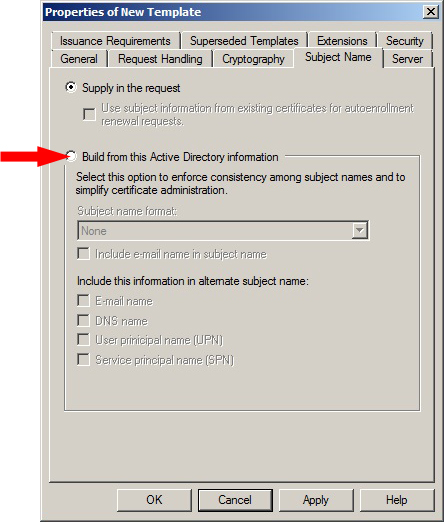 Properties of New Template
Issuance Requirements Superseded Templates Extensions Security
General Request Handling Cryptography Subject Name Server
Supply in the request
Use subject information from existing certificates for autoenrollment
renewal requests.
Build from this Active Directory information
Select this option to enforce consistency among subject names and to
simplify certificate administration.
Subject name format:
None
Include e-mail name in subject name
Include this information in alternate subject name:
E-mail name
DNS name
User prinicipal name (UPN)
Service principal name (SPN)
OK Cancel Apply Help